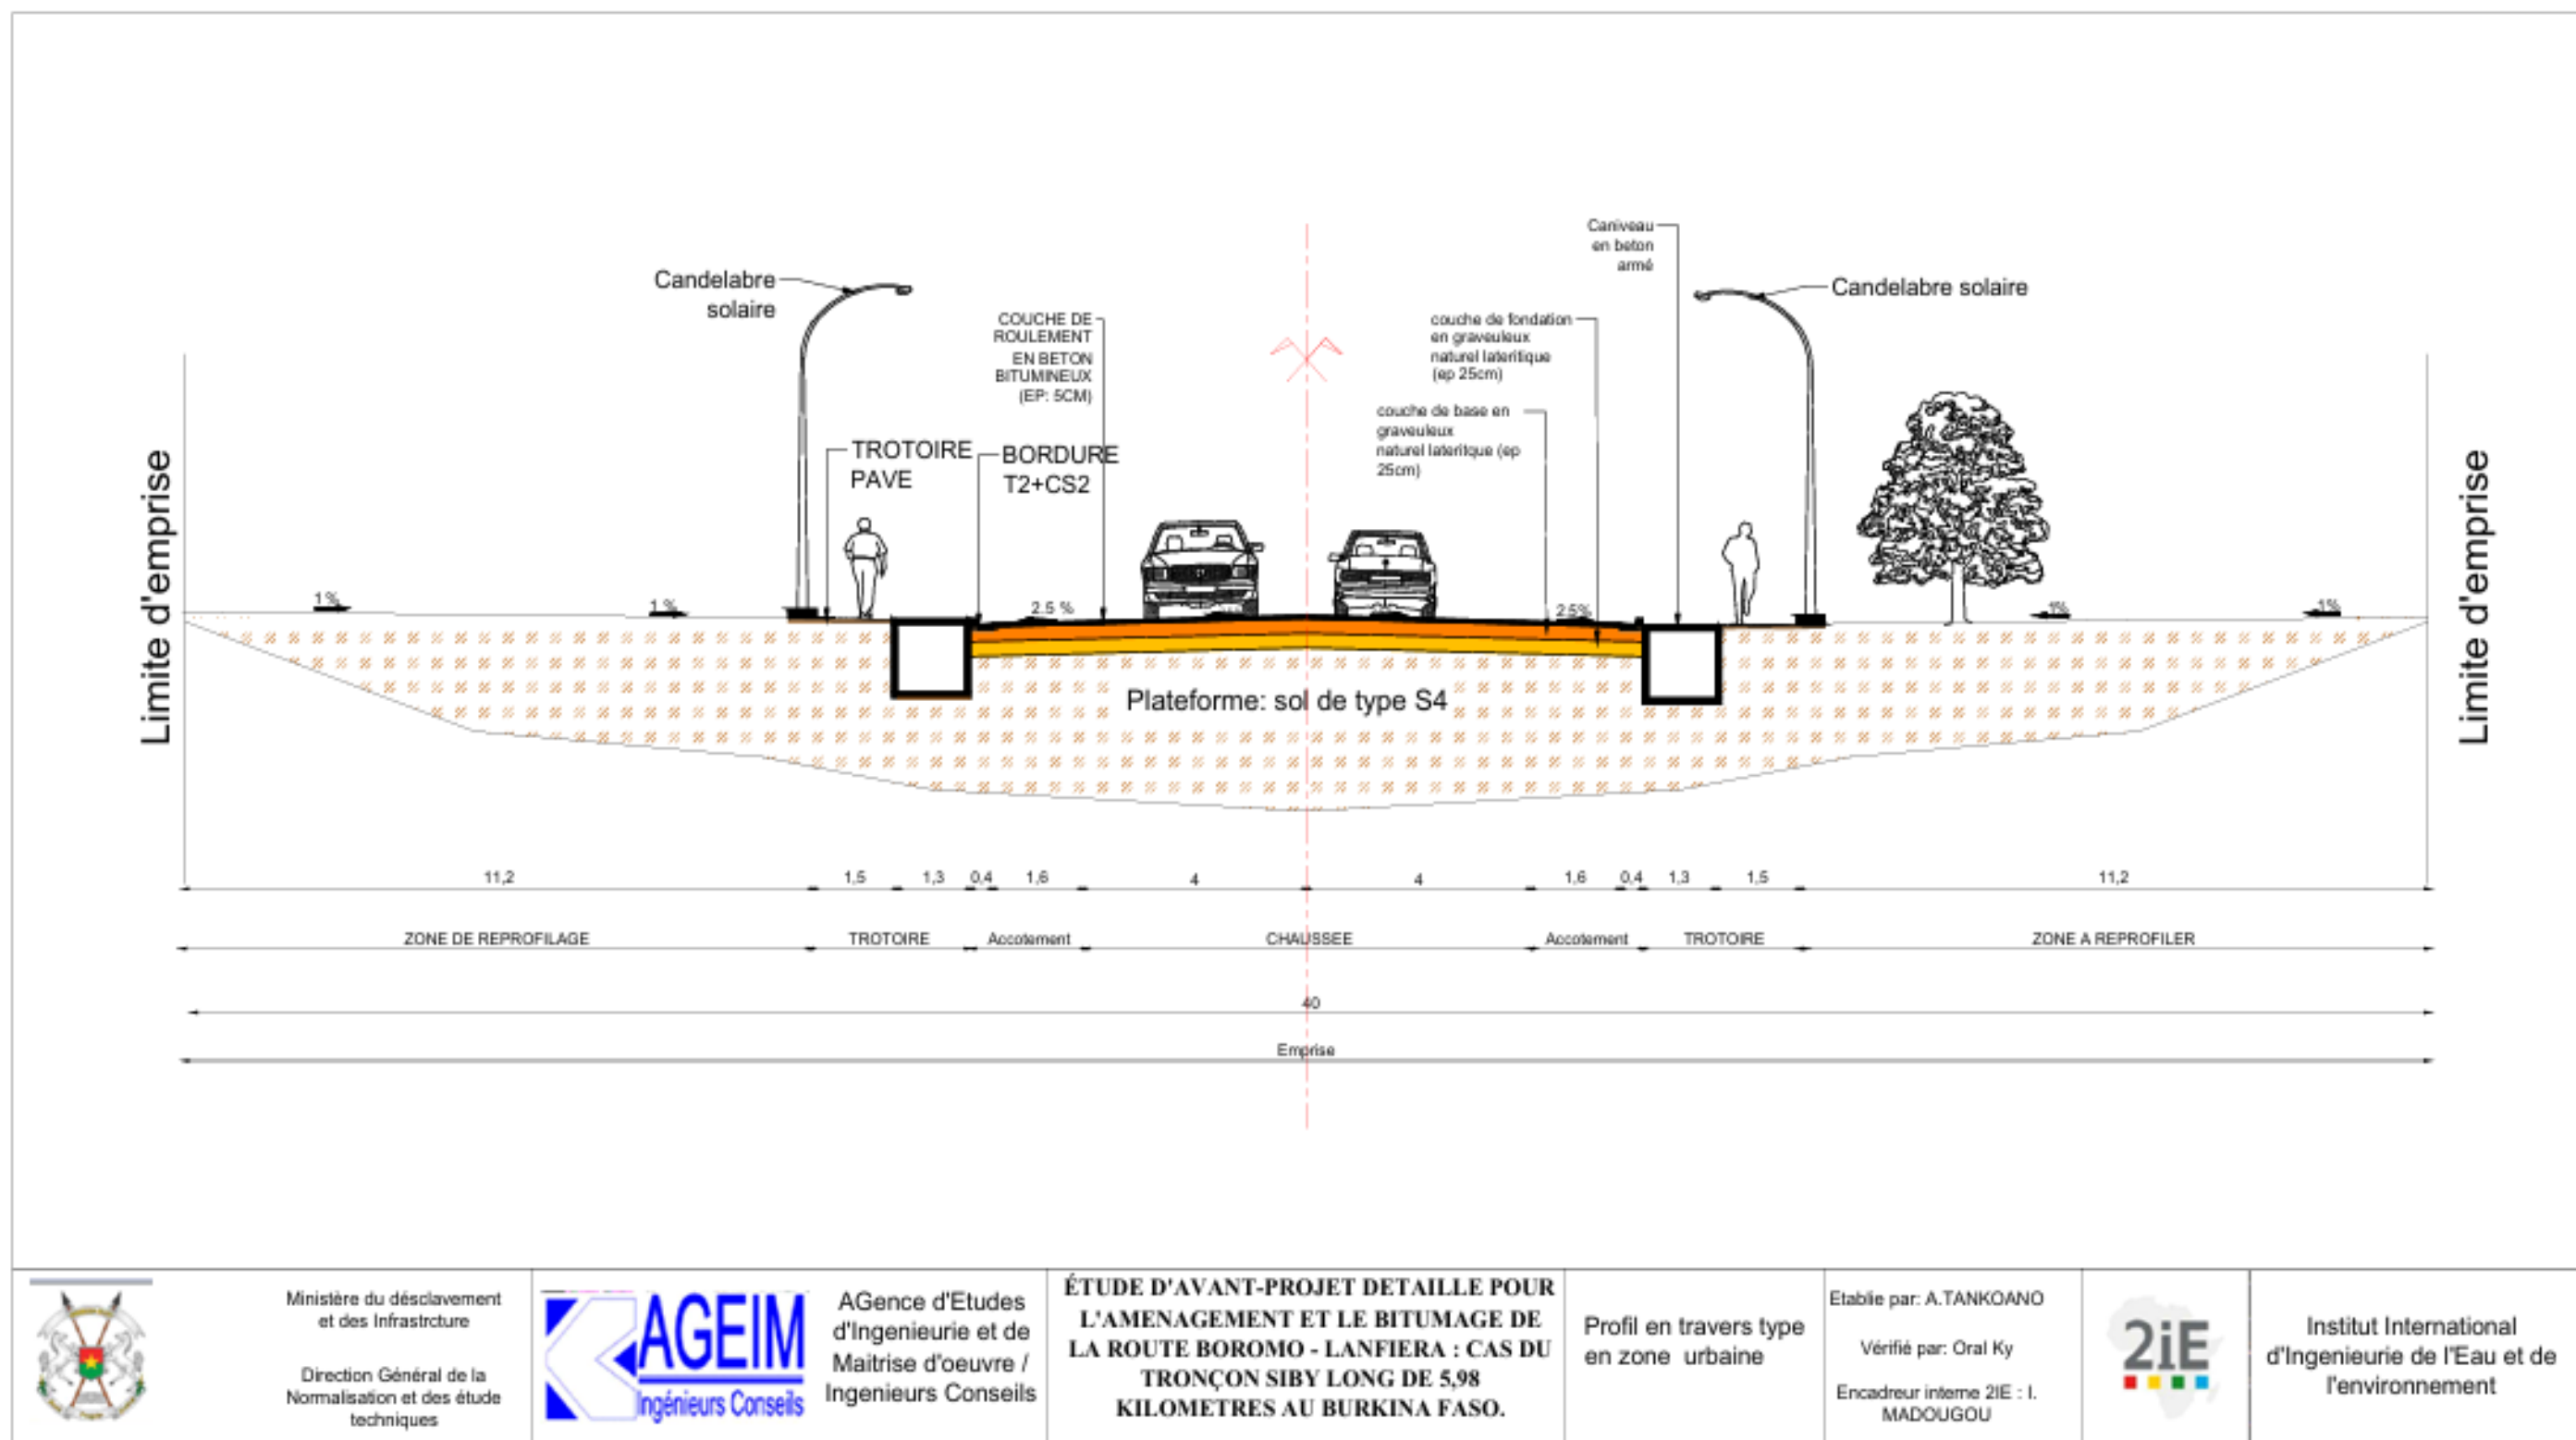 Caniveau
en beton
armé
Candelabre
solaire
Candelabre solaire
COUCHE DE
ROULEMENT
EN BETON
BITUMINEUX
(EP: 5CM)
couche de fondation
en graveuleux
naturel lateritique
(ep 25cm)
couche de base en
graveuleux
naturel lateritque (ep
25cm)
TROTOIRE
PAVE
BORDURE
T2+CS2
Limite d'emprise
Limite d'emprise
1%
1%
2.5 %
2.5%
1%
1%
Plateforme: sol de type S4
11,2
1,5
1,3
0,4
1,6
4
4
1,6
0,4
1,3
1,5
11,2
ZONE DE REPROFILAGE
TROTOIRE
Accotement
CHAUSSEE
Accotement
TROTOIRE
ZONE A REPROFILER
40
Emprise
Ministère du désclavement
et des Infrastrcture
Direction Général de la
Normalisation et des étude
techniques
AGEIM
Ingénieurs Conseils
AGence d'Etudes
d'Ingenieurie et de
Maitrise d'oeuvre /
Ingenieurs Conseils
ÉTUDE D'AVANT-PROJET DETAILLE POUR
L'AMENAGEMENT ET LE BITUMAGE DE
LA ROUTE BOROMO - LANFIERA : CAS DU
TRONÇON SIBY LONG DE 5,98
KILOMETRES AU BURKINA FASO.
Profil en travers type
en zone urbaine
Etablie par: A.TANKOANO
Vérifié par: Oral Ky
Encadreur interne 2IE : I.
MADOUGOU
2iE
Institut International
d'Ingenieurie de l'Eau et de
l'environnement